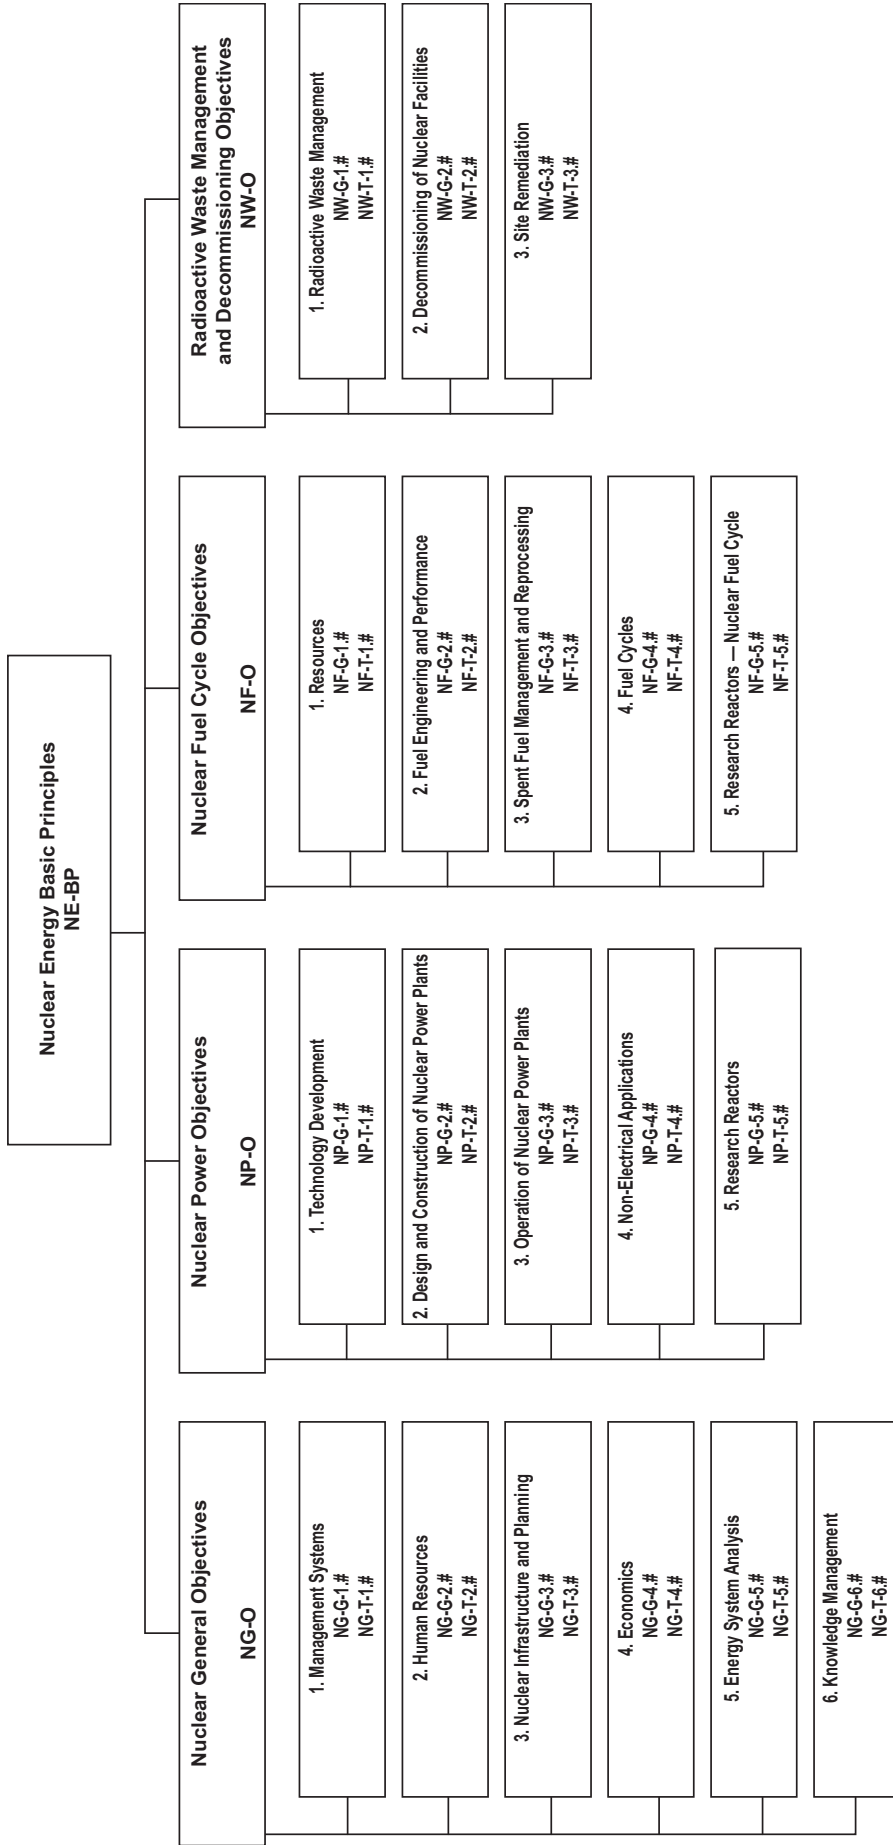 Nuclear Energy Basic Principles
NE-BP
Nuclear General Objectives
NG-O
1. Management Systems
NG-G-1.#
NG-T-1.#
2. Human Resources
NG-G-2.#
NG-T-2.#
3. Nuclear Infrastructure and Planning
NG-G-3.#
NG-T-3.#
4. Economics
NG-G-4.#
NG-T-4.#
5. Energy System Analysis
NG-G-5.#
NG-T-5.#
6. Knowledge Management
NG-G-6.#
NG-T-6.#
Nuclear Power Objectives
NP-O
1. Technology Development
NP-G-1.#
NP-T-1.#
2. Design and Construction of Nuclear Power Plants
NP-G-2.#
NP-T-2.#
3. Operation of Nuclear Power Plants
NP-G-3.#
NP-T-3.#
4. Non-Electrical Applications
NP-G-4.#
NP-T-4.#
5. Research Reactors
NP-G-5.#
NP-T-5.#
Nuclear Fuel Cycle Objectives
NF-O
1. Resources
NF-G-1.#
NF-T-1.#
2. Fuel Engineering and Performance
NF-G-2.#
NF-T-2.#
3. Spent Fuel Management and Reprocessing
NF-G-3.#
NF-T-3.#
4. Fuel Cycles
NF-G-4.#
NF-T-4.#
5. Research Reactors — Nuclear Fuel Cycle
NF-G-5.#
NF-T-5.#
Radioactive Waste Management
and Decommissioning Objectives
NW-O
1. Radioactive Waste Management
NW-G-1.#
NW-T-1.#
2. Decommissioning of Nuclear Facilities
NW-G-2.#
NW-T-2.#
3. Site Remediation
NW-G-3.#
NW-T-3.#